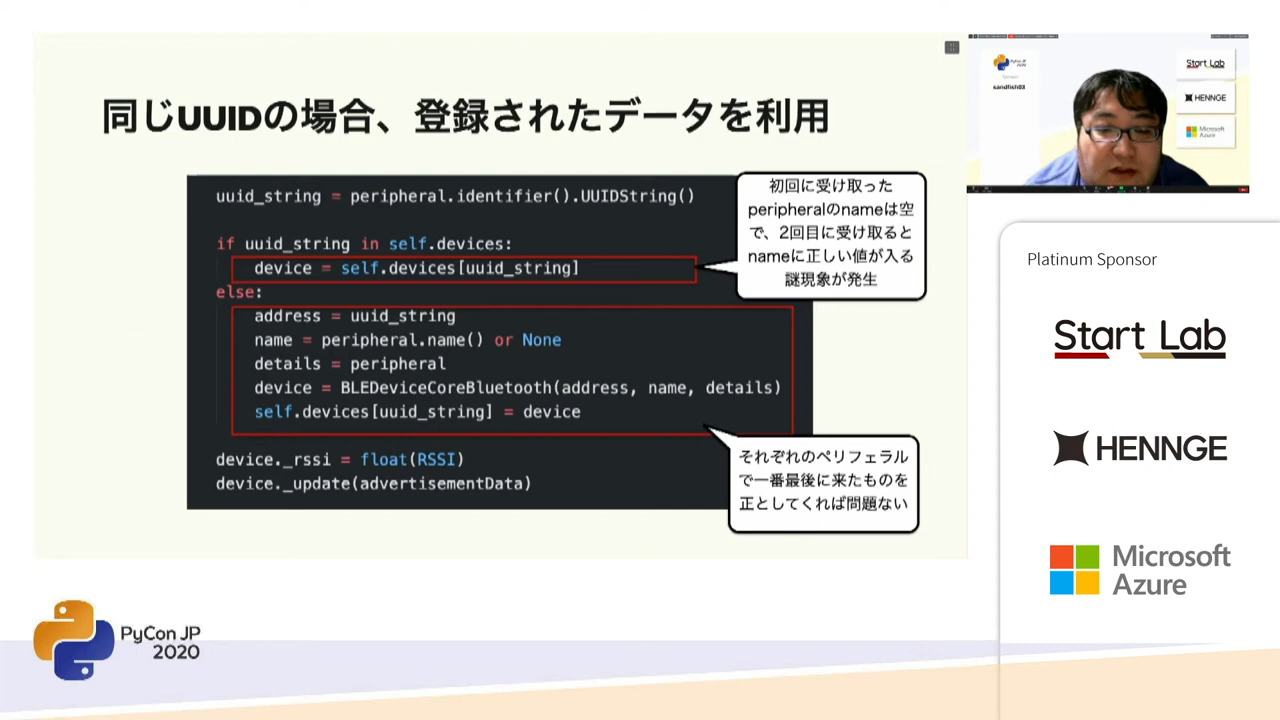 同じUUIDの場合、登録されたデータを利用
uuid_string = peripheral.identifier().UUIDString()
if uuid_string in self.devices:
device = self.devices[uuid_string]
else:
address = uuid_string
name = peripheral.name() or None
details = peripheral
device = BLEDeviceCoreBluetooth(address, name, details)
self.devices[uuid_string] = device
device._rssi = float(RSSI)
device._update(advertisementData)
初回に受け取った
peripheralのnameは空
で、2回目に受け取ると
nameに正しい値が入る
謎現象が発生
それぞれのペリフェラル
で一番最後に来たものを
正としてくれば問題ない
PyCon JP
2020
sandfish03
Start Lab
HENNGE
Microsoft
Azure
Platinum Sponsor
Start Lab
HENNGE
Microsoft
Azure
PyCon JP
2020